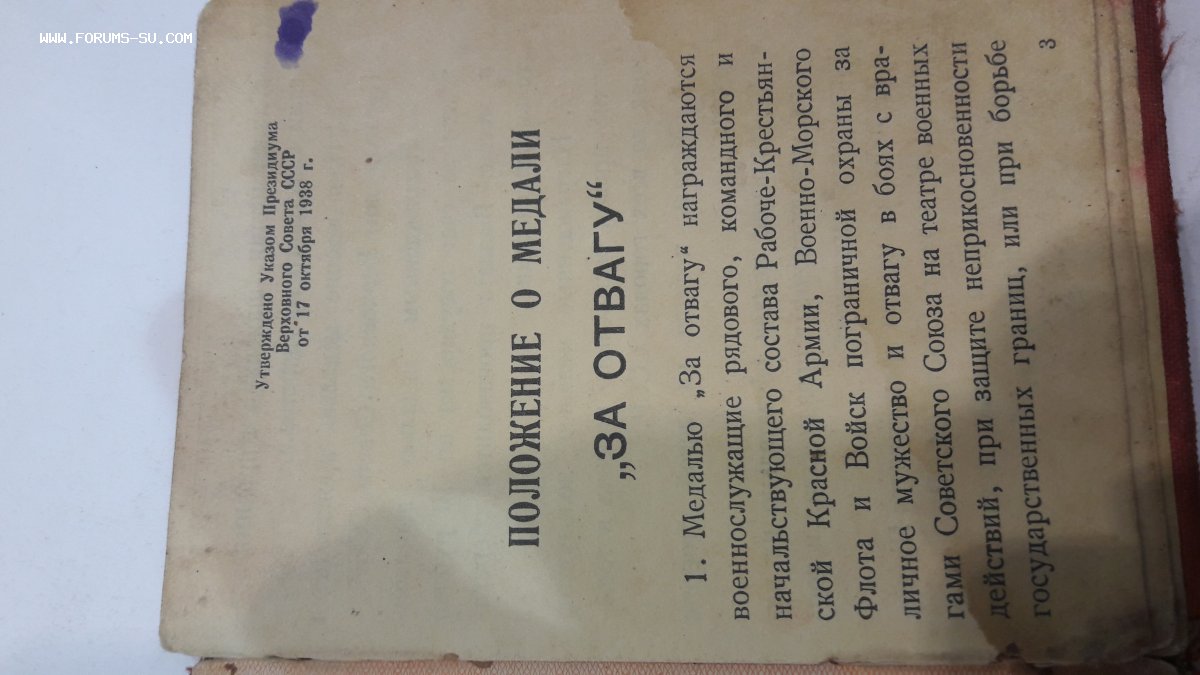 WWW.FORUMS-SU.COM
Утверждено Указом Президиума
Верховного Совета СССР
от 17 октября 1938 г.
ПОЛОЖЕНИЕ О МЕДАЛИ
„ЗА ОТВАГУ“
1. Медалью „За отвагу“ награждаются
военнослужащие рядового, командного и
начальствующего состава Рабоче-Крестьян-
ской Красной Армии, Военно-Морского
Флота и Войск пограничной охраны за
личное мужество и отвагу в боях с вра-
гами Советского Союза на театре военных
действий, при защите неприкосновенности
государственных границ, или при борьбе
3